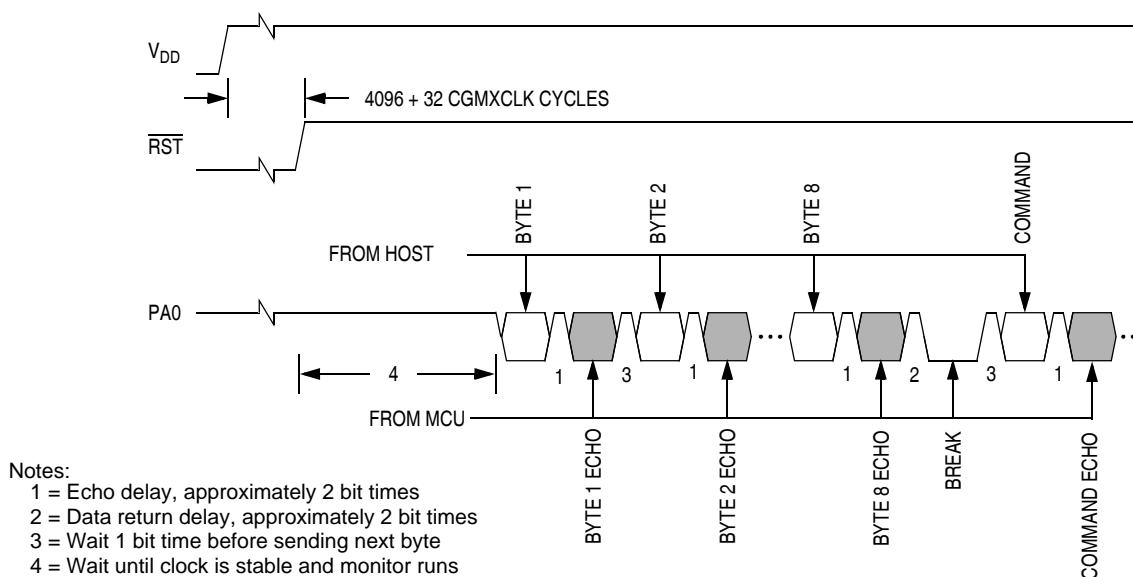 VDD
4096 + 32 CGMXCLK CYCLES
RST
BYTE 1
BYTE 2
BYTE 8
COMMAND
FROM HOST
PA0
4
1
3
1
1
2
3
1
FROM MCU
BYTE 1 ECHO
BYTE 2 ECHO
BYTE 8 ECHO
BREAK
COMMAND ECHO
Notes:
1 = Echo delay, approximately 2 bit times
2 = Data return delay, approximately 2 bit times
3 = Wait 1 bit time before sending next byte
4 = Wait until clock is stable and monitor runs